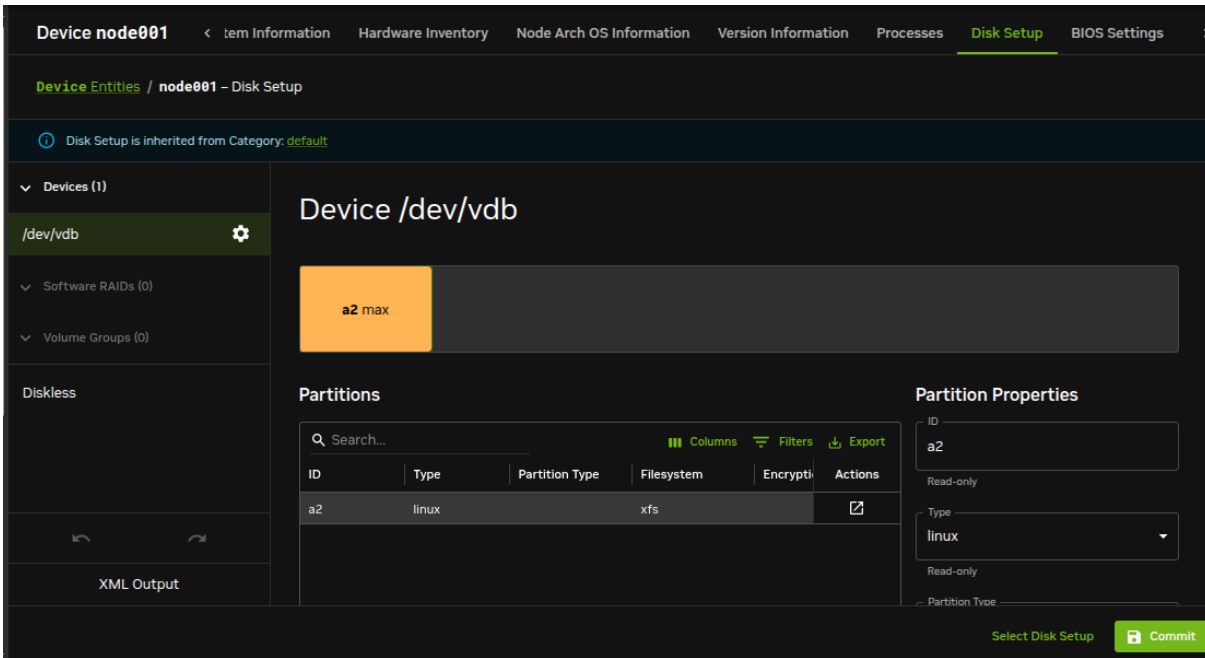 Device node001 ‹ tem Information Hardware Inventory Node Arch OS Information Version Information Processes Disk Setup BIOS Settings
Device Entities / node001 – Disk Setup
Disk Setup is inherited from Category: default
Devices (1)
/dev/vdb
Software RAIDs (0)
Volume Groups (0)
Diskless
XML Output
Device /dev/vdb
a2 max
Partitions
Search...
Columns Filters Export
ID Type Partition Type Filesystem Encrypti Actions
a2 linux xfs
Partition Properties
ID
a2
Read-only
Type
linux
Read-only
Partition Type
Select Disk Setup Commit